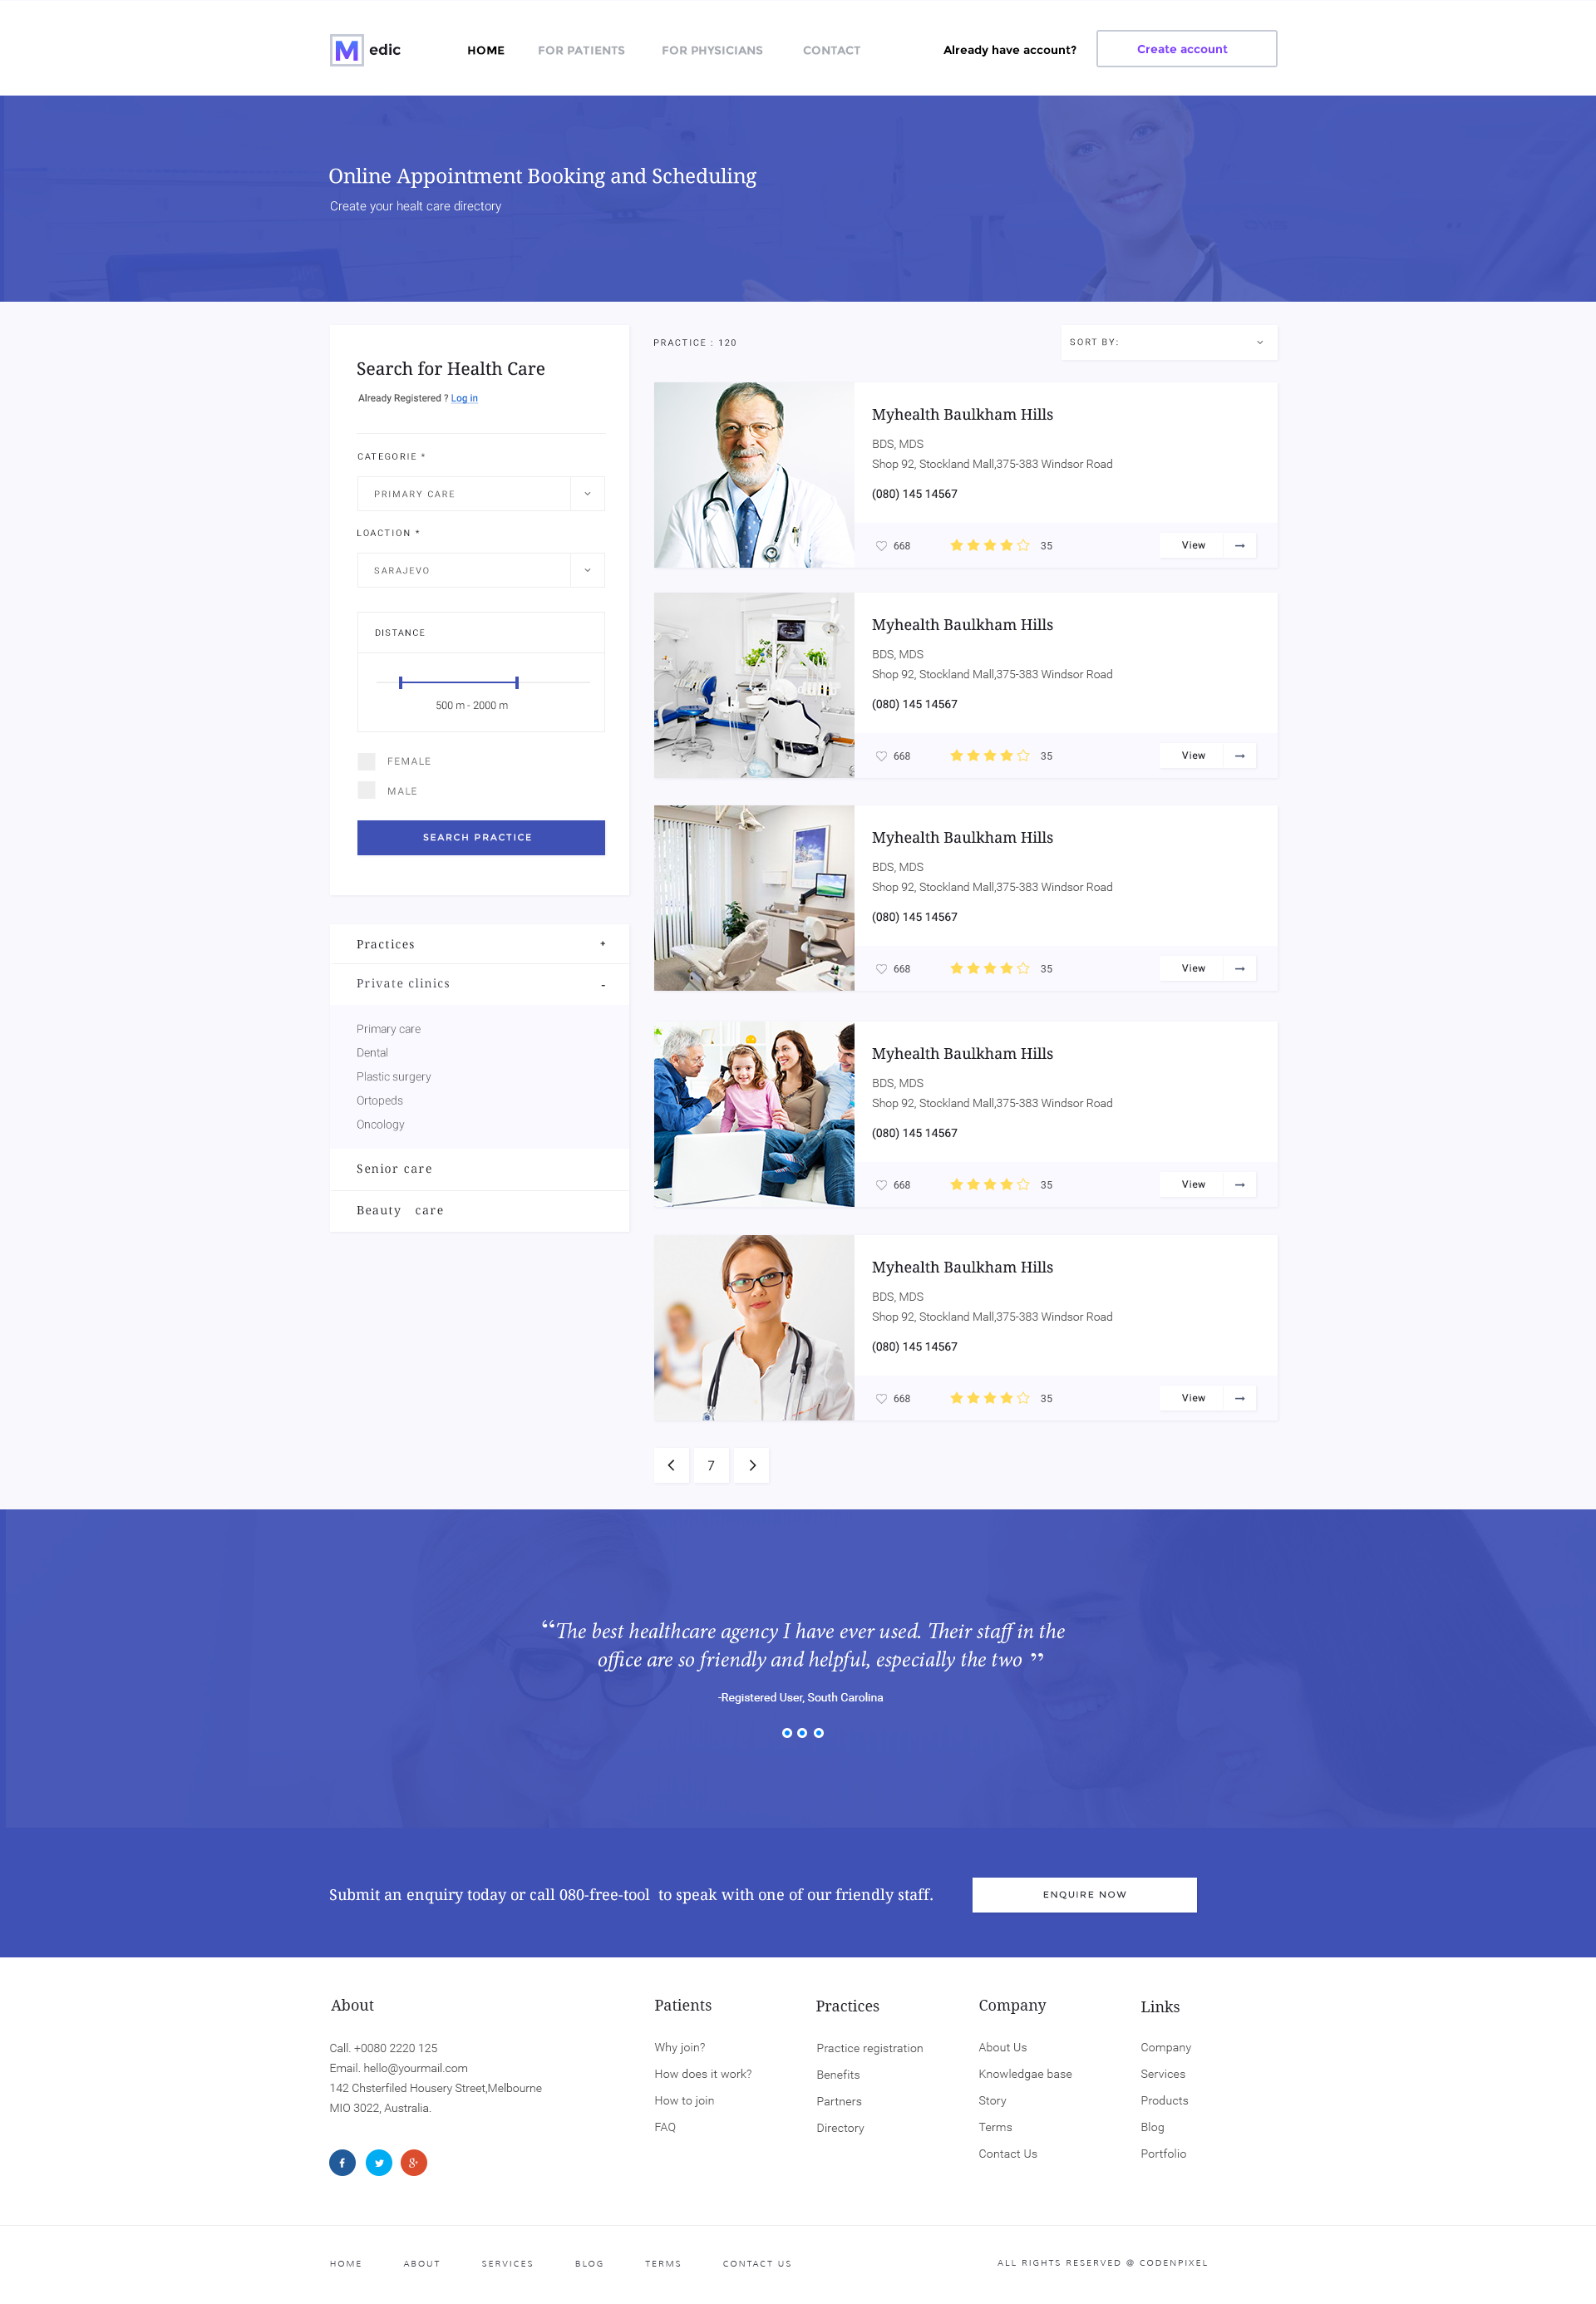 M edic
HOME
FOR PATIENTS
FOR PHYSICIANS
CONTACT
Already have account?
Create account
Online Appointment Booking and Scheduling
Create your healt care directory
Search for Health Care
Already Registered ? Log in
CATEGORIE *
PRIMARY CARE
LOACTION *
SARAJEVO
DISTANCE
500 m - 2000 m
FEMALE
MALE
SEARCH PRACTICE
Practices +
Private clinics -
Primary care
Dental
Plastic surgery
Ortopeds
Oncology
Senior care
Beauty care
PRACTICE : 120
SORT BY:
Myhealth Baulkham Hills
BDS, MDS
Shop 92, Stockland Mall,375-383 Windsor Road
(080) 145 14567
668 35 View
Myhealth Baulkham Hills
BDS, MDS
Shop 92, Stockland Mall,375-383 Windsor Road
(080) 145 14567
668 35 View
Myhealth Baulkham Hills
BDS, MDS
Shop 92, Stockland Mall,375-383 Windsor Road
(080) 145 14567
668 35 View
Myhealth Baulkham Hills
BDS, MDS
Shop 92, Stockland Mall,375-383 Windsor Road
(080) 145 14567
668 35 View
Myhealth Baulkham Hills
BDS, MDS
Shop 92, Stockland Mall,375-383 Windsor Road
(080) 145 14567
668 35 View
7
“The best healthcare agency I have ever used. Their staff in the
office are so friendly and helpful, especially the two ”
-Registered User, South Carolina
Submit an enquiry today or call 080-free-tool to speak with one of our friendly staff.
ENQUIRE NOW
About
Call. +0080 2220 125
Email. hello@yourmail.com
142 Chsterfiled Housery Street,Melbourne
MIO 3022, Australia.
f
g+
Patients
Why join?
How does it work?
How to join
FAQ
Practices
Practice registration
Benefits
Partners
Directory
Company
About Us
Knowledgae base
Story
Terms
Contact Us
Links
Company
Services
Products
Blog
Portfolio
HOME
ABOUT
SERVICES
BLOG
TERMS
CONTACT US
ALL RIGHTS RESERVED @ CODENPIXEL